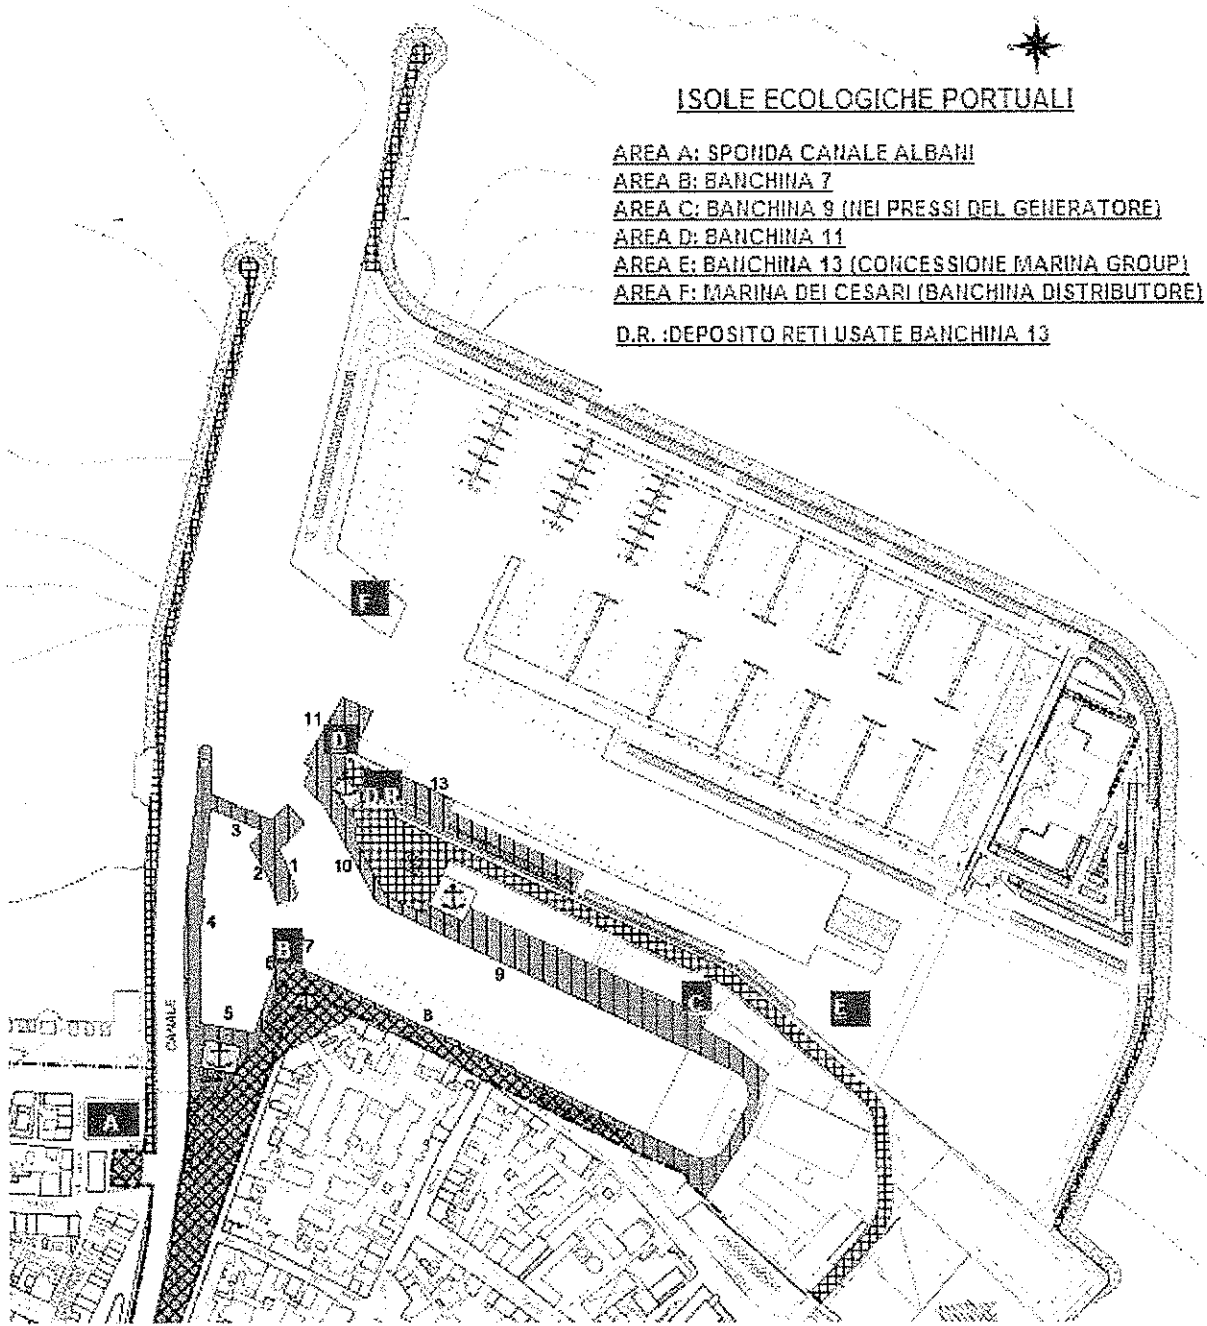 ISOLE ECOLOGICHE PORTUALI
AREA A: SPONDA CANALE ALBANI
AREA B: BANCHINA 7
AREA C: BANCHINA 9 (NEI PRESSI DEL GENERATORE)
AREA D: BANCHINA 11
AREA E: BANCHINA 13 (CONCESSIONE MARINA GROUP)
AREA F: MARINA DEI CESARI (BANCHINA DISTRIBUTORE)
D.R. :DEPOSITO RETI USATE BANCHINA 13
F
11
D
D.R.
13
3
2
1
10
4
B
7
6
9
C
E
5
8
CANALE
A